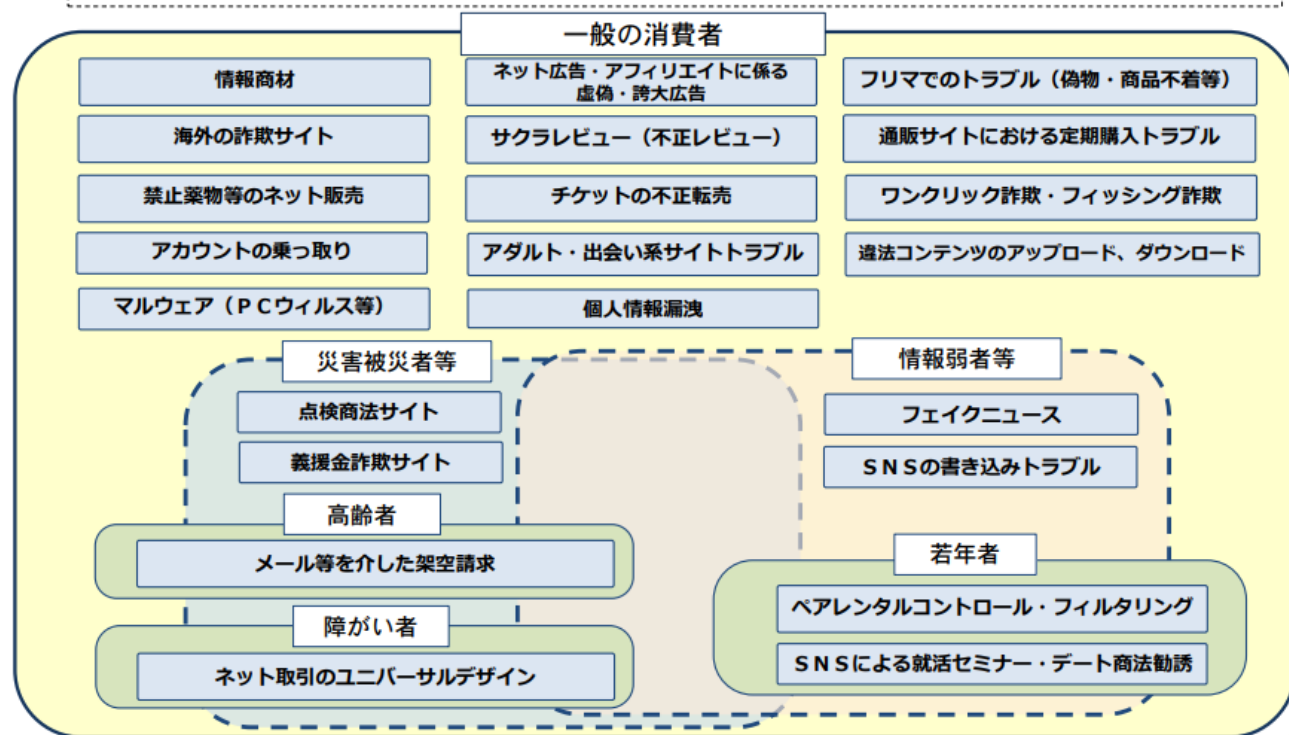 一般の消費者
情報商材
ネット広告・アフィリエイトに係る
虚偽・誇大広告
フリマでのトラブル（偽物・商品不着等）
海外の詐欺サイト
サクラレビュー（不正レビュー）
通販サイトにおける定期購入トラブル
禁止薬物等のネット販売
チケットの不正転売
ワンクリック詐欺・フィッシング詐欺
アカウントの乗っ取り
アダルト・出会い系サイトトラブル
違法コンテンツのアップロード、ダウンロード
マルウェア（ＰＣウィルス等）
個人情報漏洩
災害被災者等
点検商法サイト
義援金詐欺サイト
情報弱者等
フェイクニュース
ＳＮＳの書き込みトラブル
高齢者
メール等を介した架空請求
障がい者
ネット取引のユニバーサルデザイン
若年者
ペアレンタルコントロール・フィルタリング
ＳＮＳによる就活セミナー・デート商法勧誘